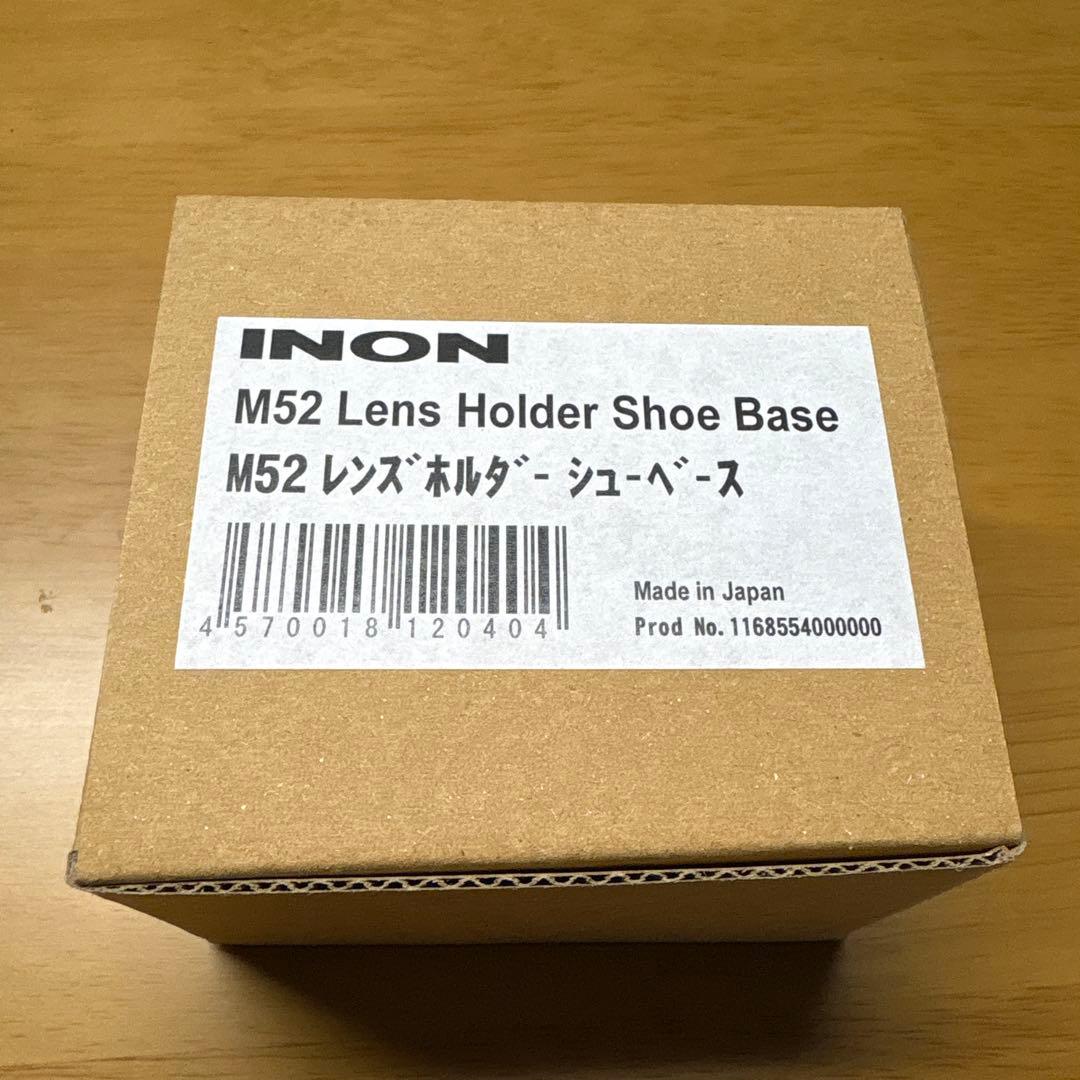 INON
M52 Lens Holder Shoe Base
M52 ﾚﾝｽﾞﾎﾙﾀﾞｰ ｼｭｰﾍﾞｰｽ
4 570018 120404
Made in Japan
Prod No. 1168554000000